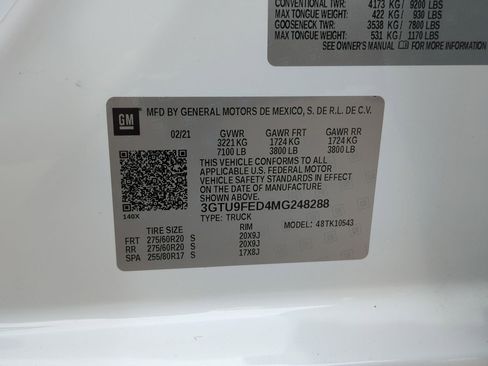 CONVENTIONAL TWR: 4173 KG / 9200 LBS
MAX TONGUE WT: 422 KG / 930 LBS
GOOSENECK TWR: 3538 KG / 7800 LBS
MAX TONGUE WT: 531 KG / 1170 LBS
SEE OWNER'S MANUAL FOR MORE INFORMATION
GM MFD BY GENERAL MOTORS DE MEXICO, S. DE R.L. DE C.V.
02/21 GVWR GAWR FRT GAWR RR
3221 KG 1724 KG 1724 KG
7100 LB 3800 LB 3800 LB
THIS VEHICLE CONFORMS TO ALL
APPLICABLE U.S. FEDERAL MOTOR
VEHICLE SAFETY STANDARDS IN EFFECT
ON THE DATE OF MANUFACTURE
SHOWN ABOVE.
140X 3GTU9FED4MG248288
TYPE: TRUCK MODEL: 48TK10543
TIRE SIZE RIM
FRT 275/60R20 S 20X9J
RR 275/60R20 S 20X9J
SPA 255/80R17 S 17X8J